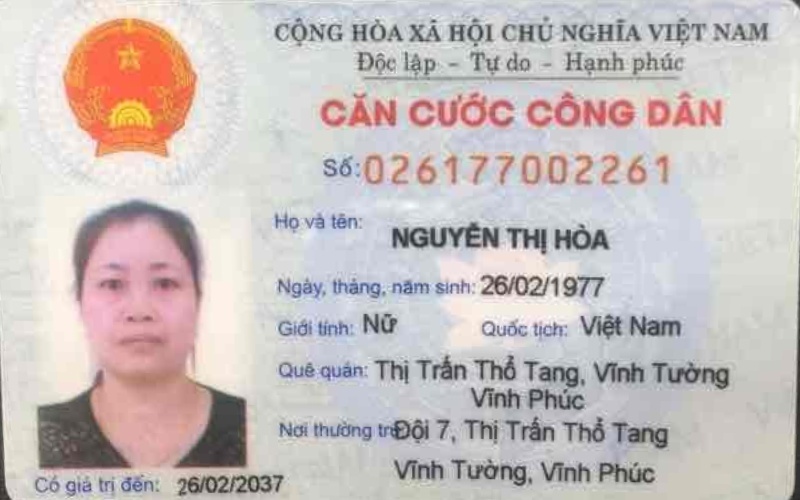 CỘNG HÒA XÃ HỘI CHỦ NGHĨA VIỆT NAM
Độc lập - Tự do - Hạnh phúc
CĂN CƯỚC CÔNG DÂN
Số: 026177002261
Họ và tên: NGUYỄN THỊ HÒA
Ngày, tháng, năm sinh: 26/02/1977
Giới tính: Nữ Quốc tịch: Việt Nam
Quê quán: Thị Trấn Thổ Tang, Vĩnh Tường
Vĩnh Phúc
Nơi thường trú: Đội 7, Thị Trấn Thổ Tang
Vĩnh Tường, Vĩnh Phúc
Có giá trị đến: 26/02/2037